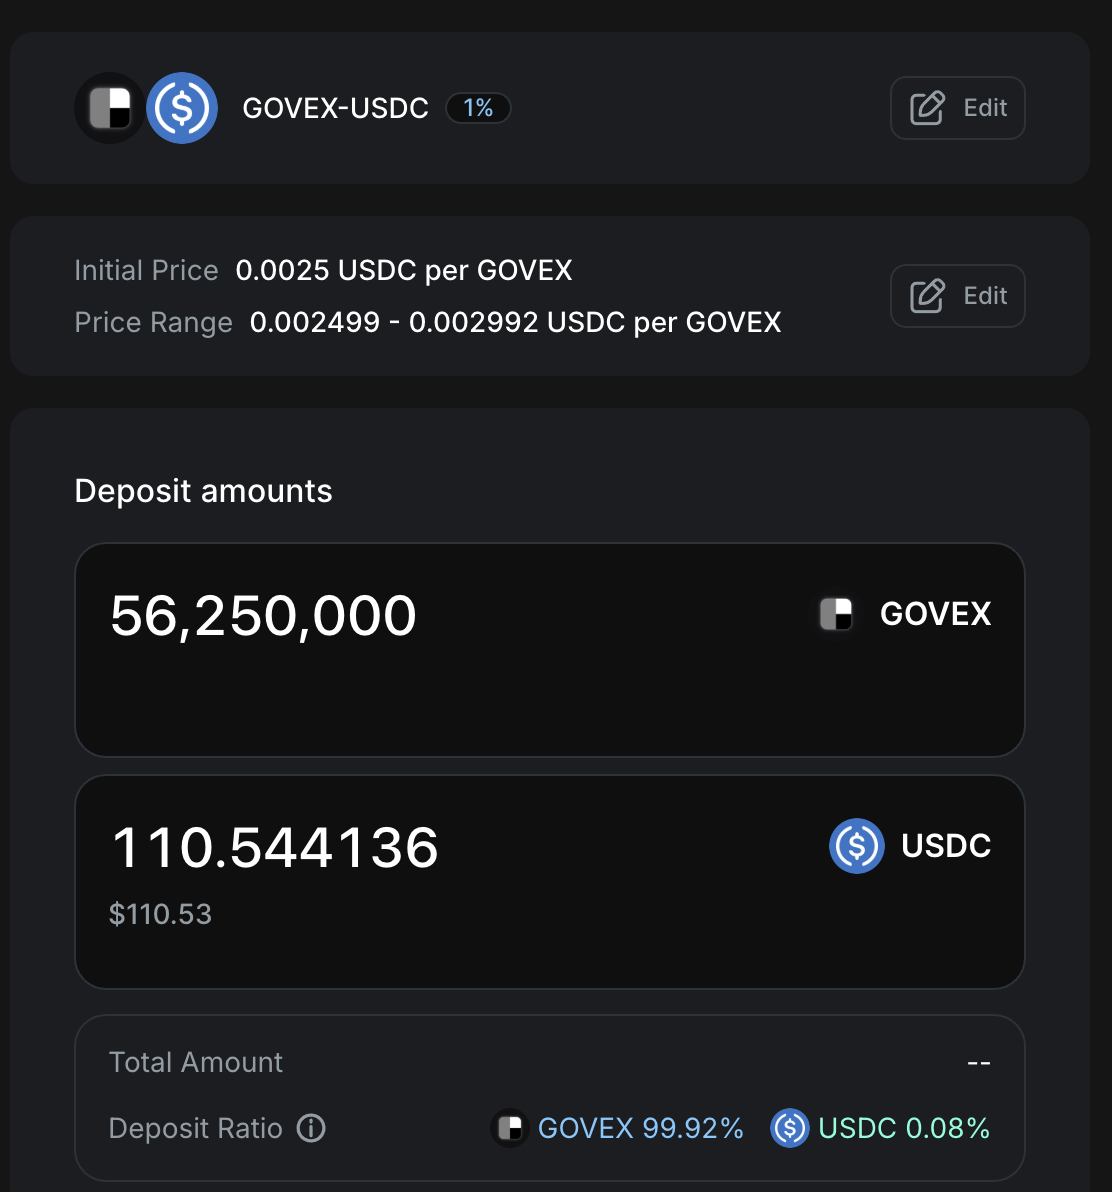 GOVEX-USDC 1% Edit
Initial Price 0.0025 USDC per GOVEX
Price Range 0.002499 - 0.002992 USDC per GOVEX
Edit
Deposit amounts
56,250,000 GOVEX
110.544136 USDC
$110.53
Total Amount --
Deposit Ratio GOVEX 99.92% USDC 0.08%